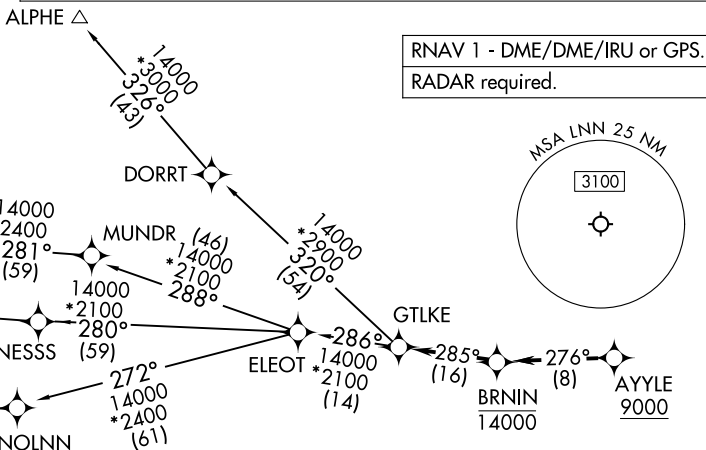 ALPHE
14000
*3000
326°
(43)
RNAV 1 - DME/DME/IRU or GPS.
RADAR required.
MSA LNN 25 NM
3100
DORRT
14000
*2900
320°
(54)
14000
2400
281°
(59)
MUNDR
(46)
14000
*2100
288°
14000
*2100
280°
(59)
NESSS
ELEOT
GTLKE
286°
14000
*2100
(14)
285°
(16)
BRNIN
14000
276°
(8)
AYYLE
9000
272°
14000
*2400
(61)
NOLNN